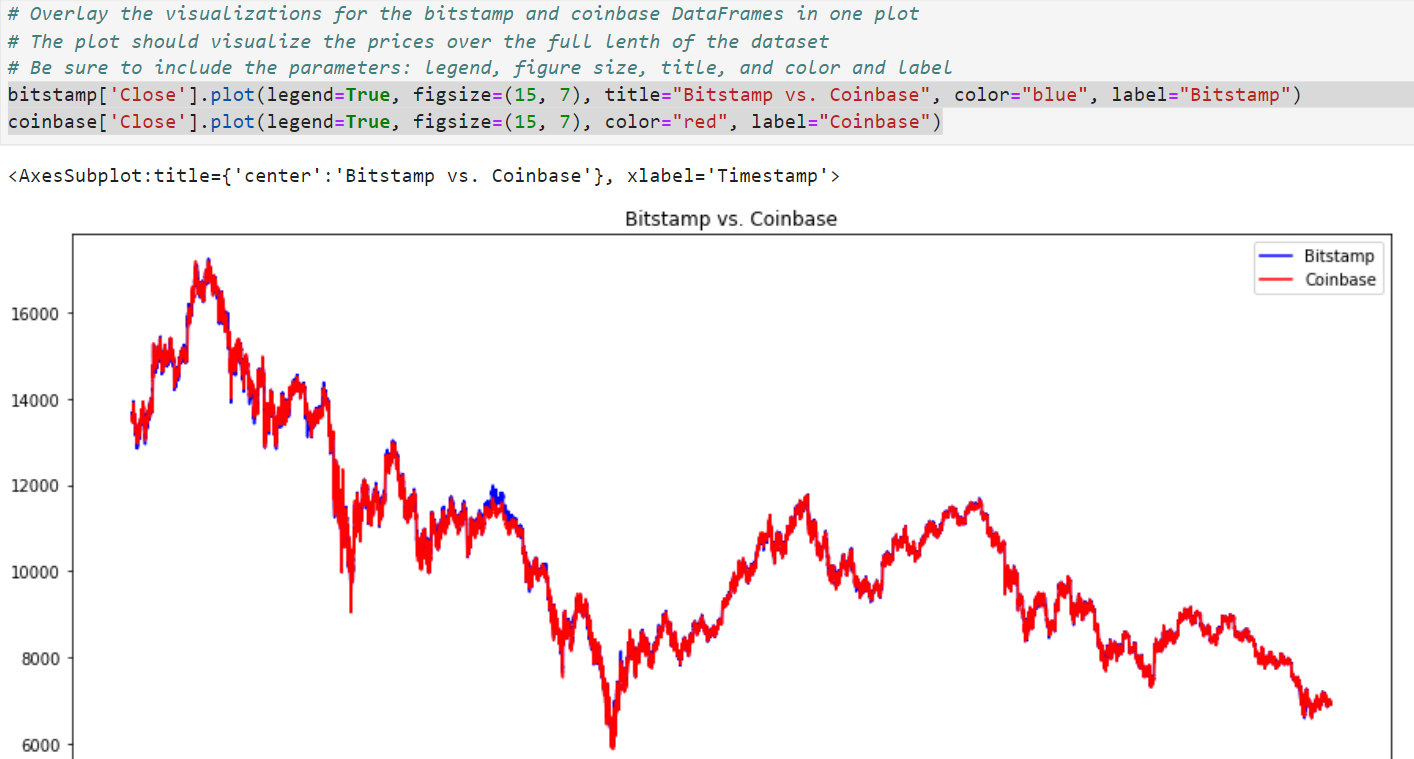 # Overlay the visualizations for the bitstamp and coinbase DataFrames in one plot
# The plot should visualize the prices over the full lenth of the dataset
# Be sure to include the parameters: legend, figure size, title, and color and label
bitstamp['Close'].plot(legend=True, figsize=(15, 7), title="Bitstamp vs. Coinbase", color="blue", label="Bitstamp")
coinbase['Close'].plot(legend=True, figsize=(15, 7), color="red", label="Coinbase")
<AxesSubplot:title={'center':'Bitstamp vs. Coinbase'}, xlabel='Timestamp'>
Bitstamp vs. Coinbase
Bitstamp
Coinbase
16000
14000
12000
10000
8000
6000